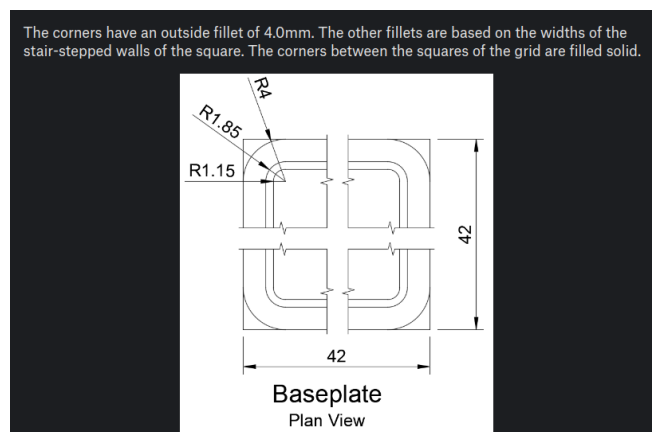 The corners have an outside fillet of 4.0mm. The other fillets are based on the widths of the
stair-stepped walls of the square. The corners between the squares of the grid are filled solid.
R4
R1.85
R1.15
42
42
Baseplate
Plan View